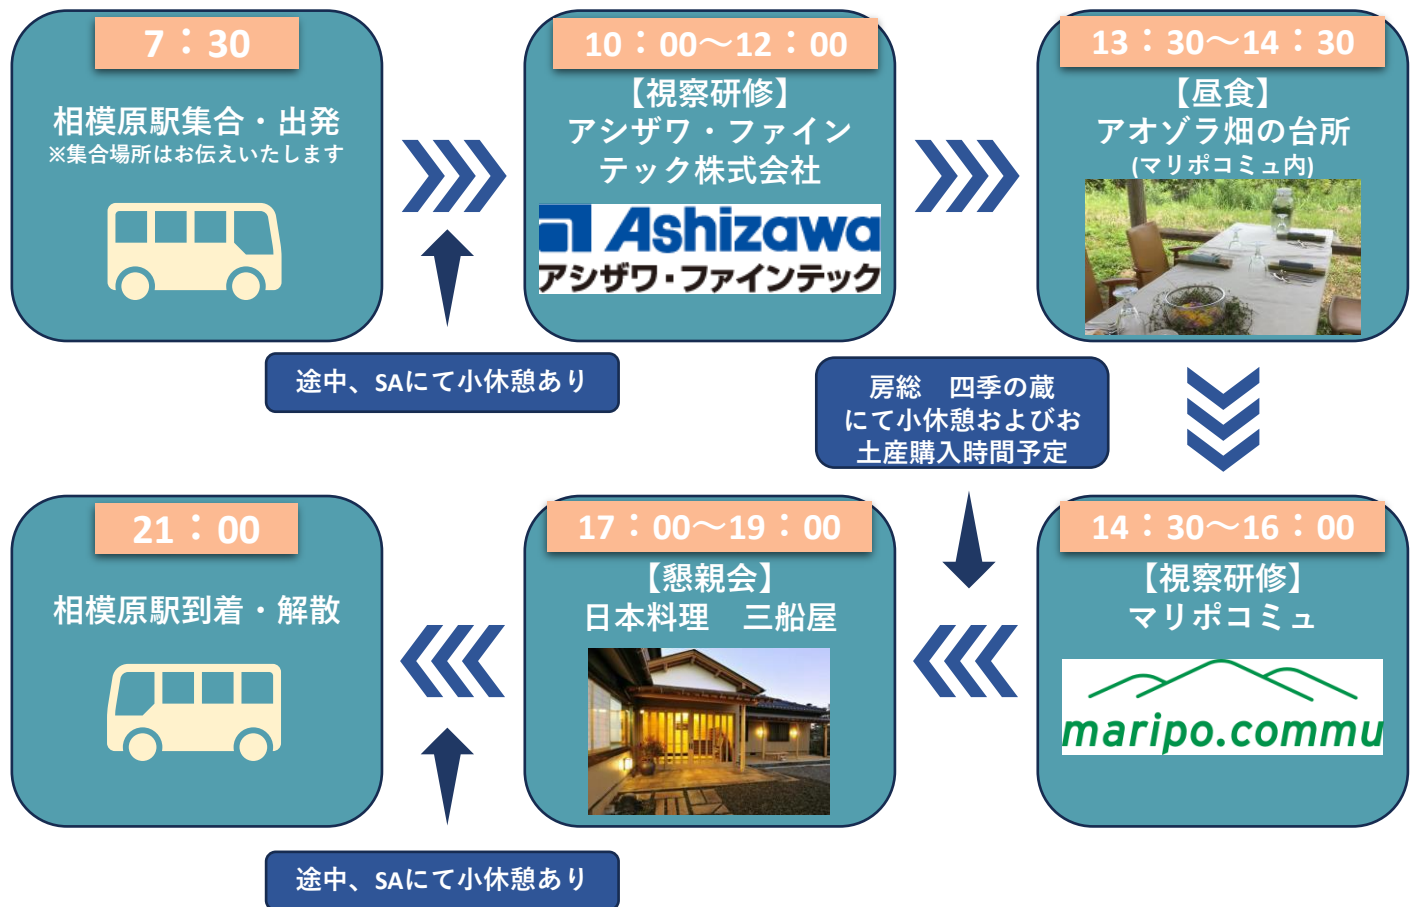 7：30
相模原駅集合・出発
※集合場所はお伝えいたします
途中、SAにて小休憩あり
10：00～12：00
【視察研修】
アシザワ・ファイン
テック株式会社
Ashizawa
アシザワ・ファインテック
13：30～14：30
【昼食】
アオゾラ畑の台所
(マリポコミュ内)
14：30～16：00
【視察研修】
マリポコミュ
maripo.commu
房総　四季の蔵
にて小休憩およびお
土産購入時間予定
17：00～19：00
【懇親会】
日本料理　三船屋
途中、SAにて小休憩あり
21：00
相模原駅到着・解散